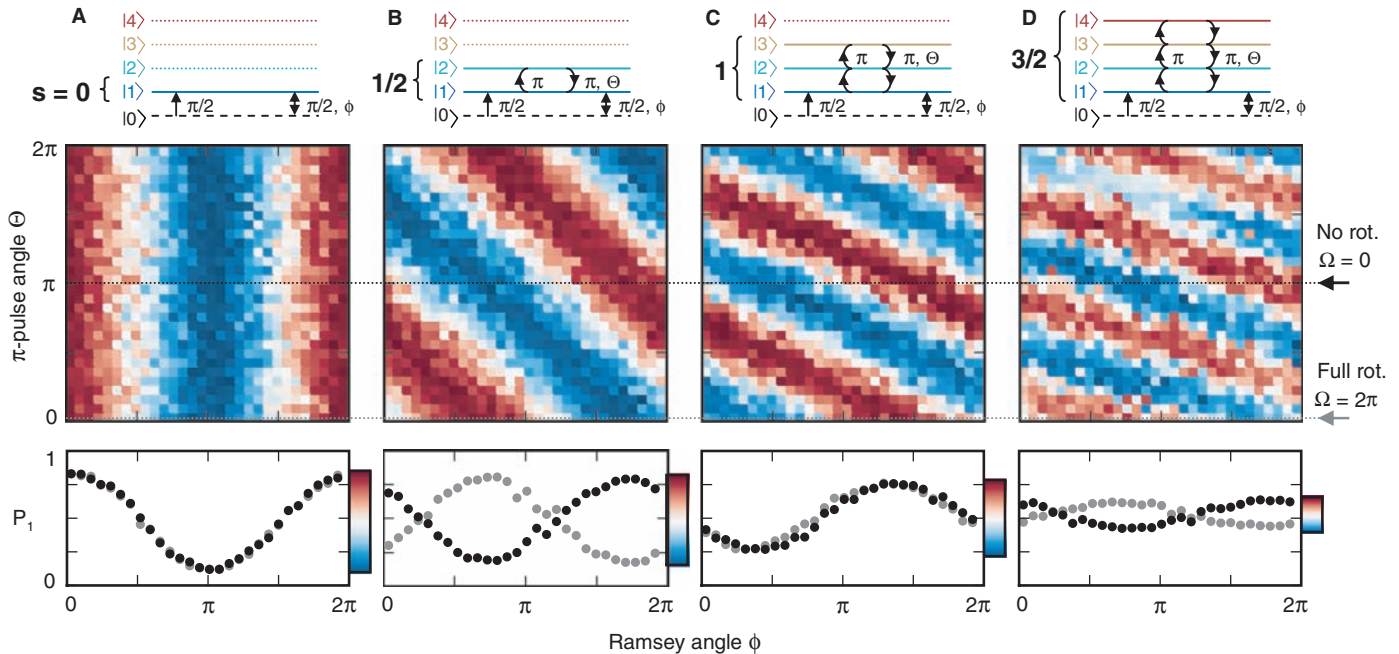 A
B
C
D
|4⟩
|3⟩
|2⟩
|1⟩
|0⟩
s = 0
π/2
π/2, ϕ
|4⟩
|3⟩
|2⟩
|1⟩
|0⟩
1/2
π
π, Θ
π/2
π/2, ϕ
|4⟩
|3⟩
|2⟩
|1⟩
|0⟩
1
π
π, Θ
π/2
π/2, ϕ
|4⟩
|3⟩
|2⟩
|1⟩
|0⟩
3/2
π
π, Θ
π/2
π/2, ϕ
2π
π
0
π-pulse angle Θ
No rot.
Ω = 0
Full rot.
Ω = 2π
1
P1
0
0 π 2π
0 π 2π
0 π 2π
0 π 2π
Ramsey angle ϕ